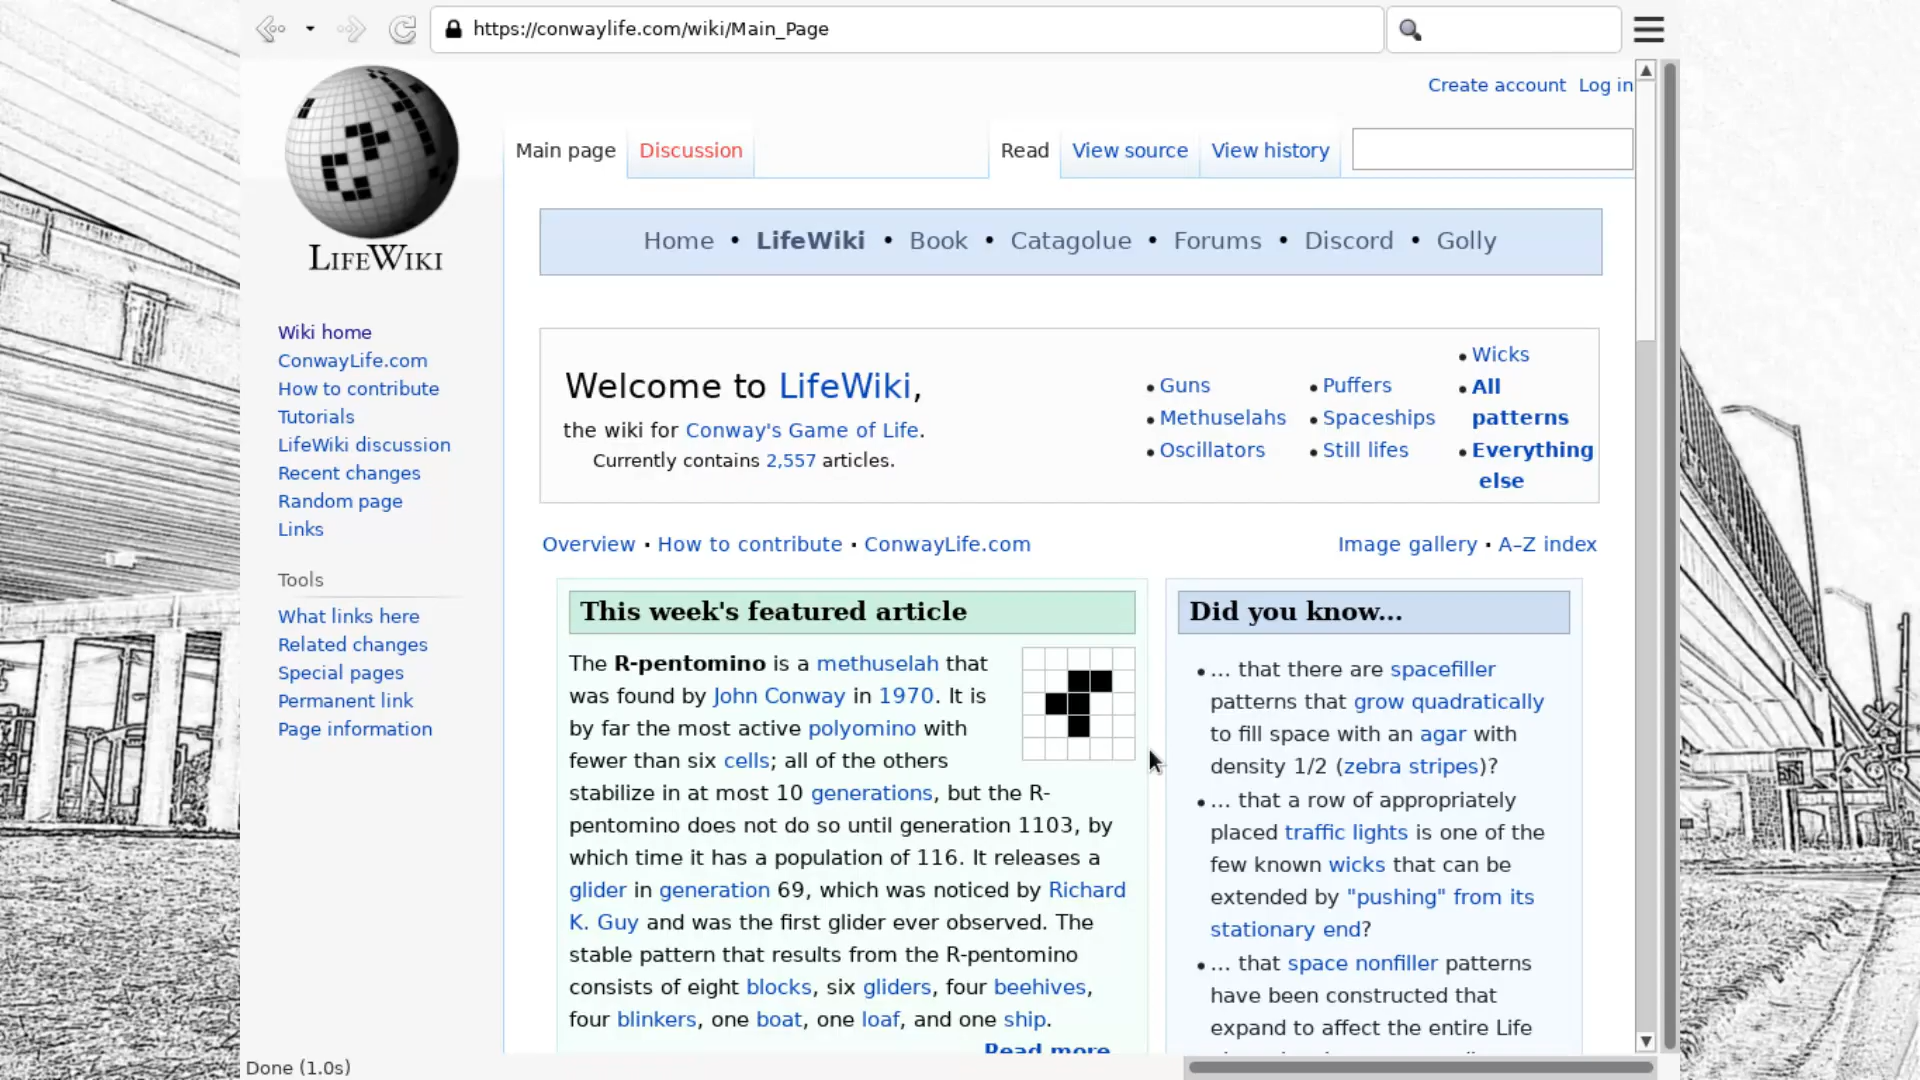 https://conwaylife.com/wiki/Main_Page
Create account Log in
Main page Discussion Read View source View history
LIFEWIKI
Home • LifeWiki • Book • Catagolue • Forums • Discord • Golly
Wiki home
ConwayLife.com
How to contribute
Tutorials
LifeWiki discussion
Recent changes
Random page
Links
Tools
What links here
Related changes
Special pages
Permanent link
Page information
Welcome to LifeWiki,
the wiki for Conway's Game of Life.
Currently contains 2,557 articles.
• Guns
• Methuselahs
• Oscillators
• Puffers
• Spaceships
• Still lifes
• Wicks
• All
patterns
• Everything
else
Overview · How to contribute · ConwayLife.com
Image gallery · A–Z index
This week's featured article
The R-pentomino is a methuselah that
was found by John Conway in 1970. It is
by far the most active polyomino with
fewer than six cells; all of the others
stabilize in at most 10 generations, but the R-
pentomino does not do so until generation 1103, by
which time it has a population of 116. It releases a
glider in generation 69, which was noticed by Richard
K. Guy and was the first glider ever observed. The
stable pattern that results from the R-pentomino
consists of eight blocks, six gliders, four beehives,
four blinkers, one boat, one loaf, and one ship.
Read more
Did you know...
• ... that there are spacefiller
patterns that grow quadratically
to fill space with an agar with
density 1/2 (zebra stripes)?
• ... that a row of appropriately
placed traffic lights is one of the
few known wicks that can be
extended by "pushing" from its
stationary end?
• ... that space nonfiller patterns
have been constructed that
expand to affect the entire Life
Done (1.0s)